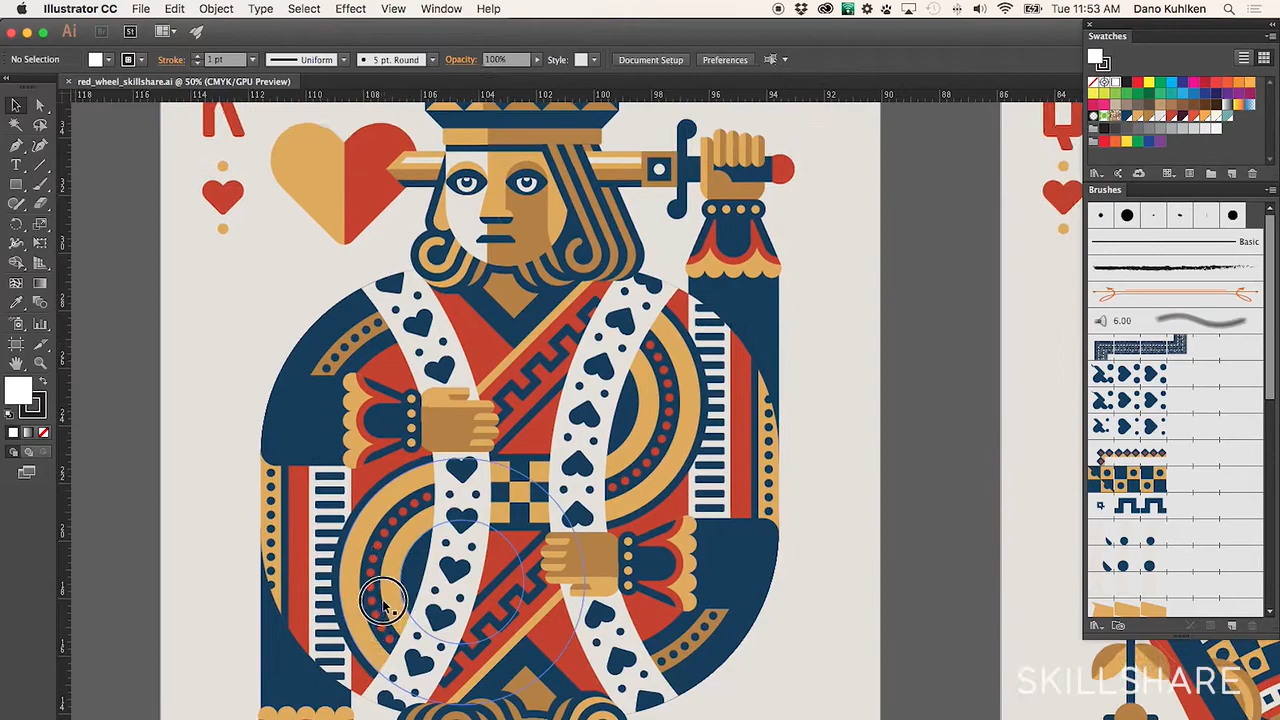 Illustrator CC File Edit Object Type Select Effect View Window Help Tue 11:53 AM Dano Kuhlken
Ai Br St
No Selection Stroke: 1 pt Uniform 5 pt. Round Opacity: 100% Style: Document Setup Preferences
× red_wheel_skillshare.ai @ 50% (CMYK/GPU Preview)
118 116 114 112 110 108 106 104 102 100 98 96 94 92 90 88 86 84
Swatches
K
Brushes
Basic
6.00
SKILLSHARE